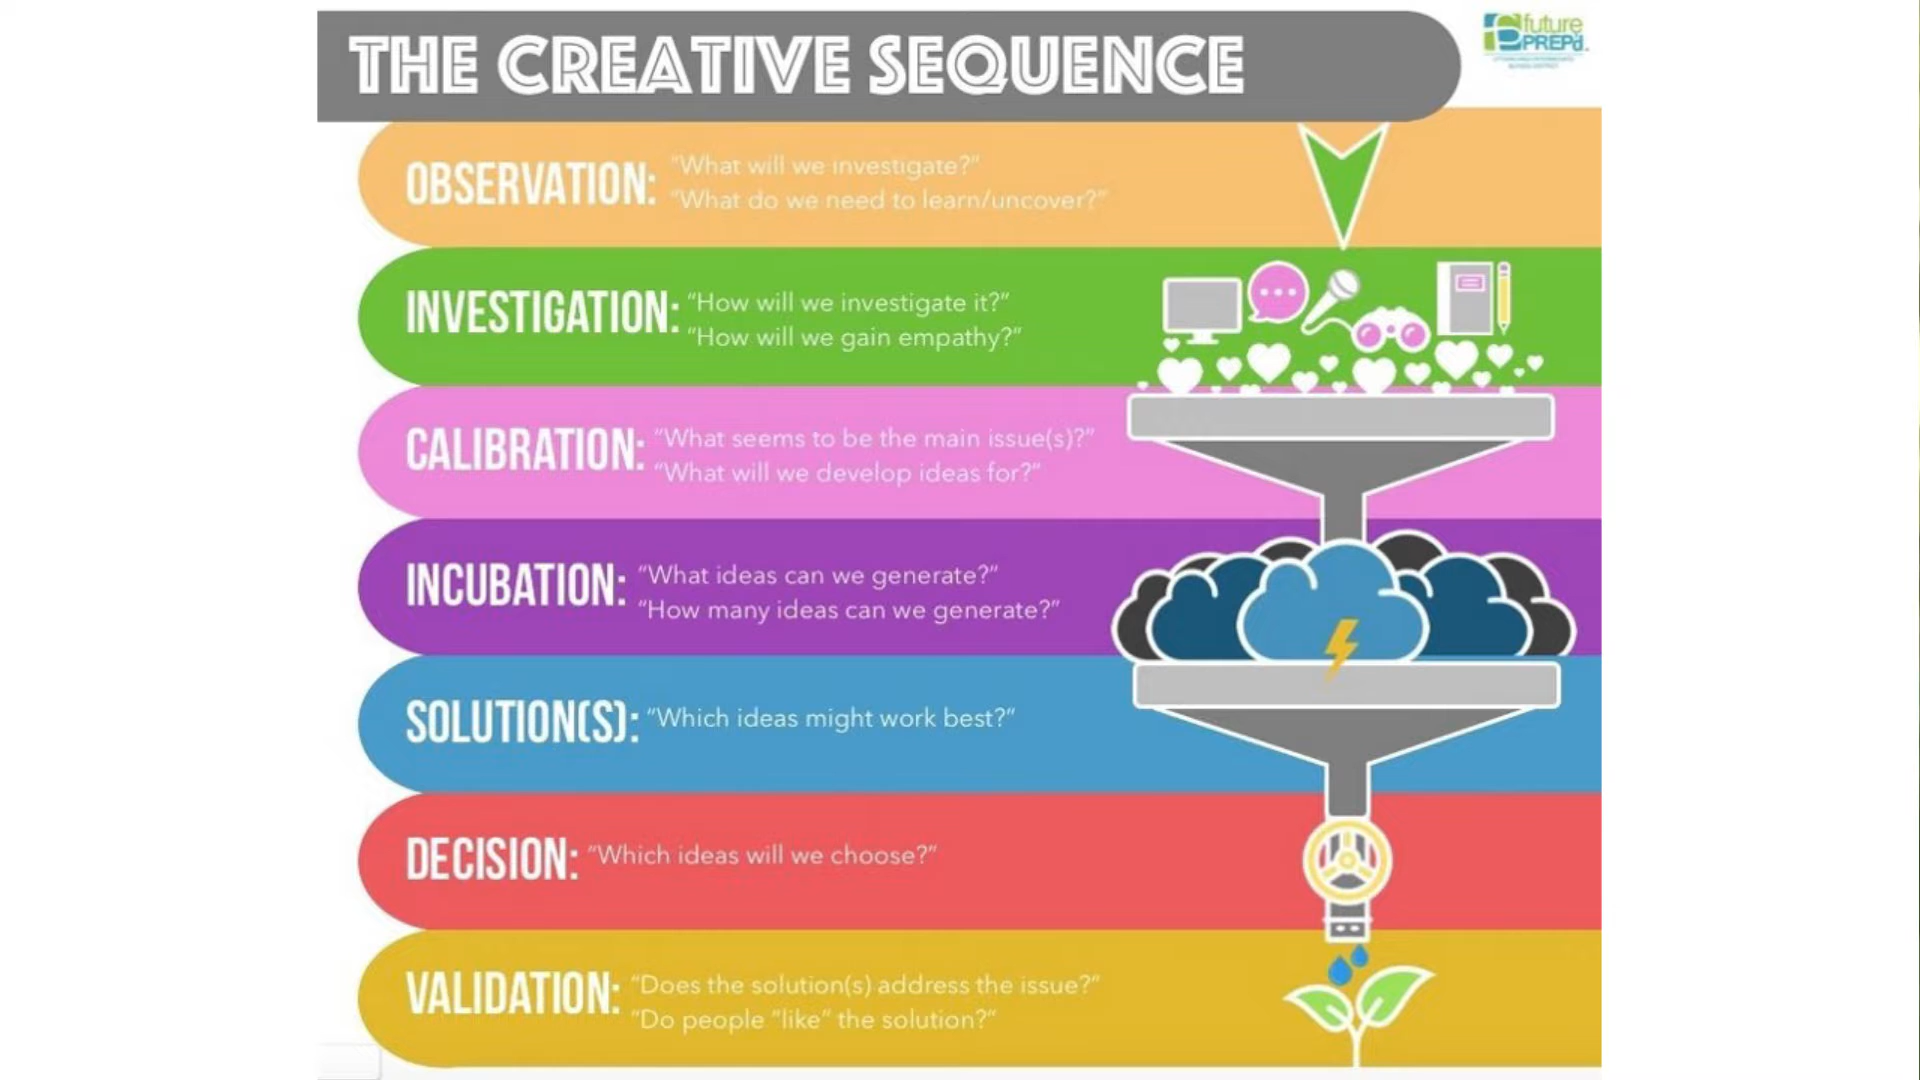 THE CREATIVE SEQUENCE
future
PREPd.
OBSERVATION: "What will we investigate?"
"What do we need to learn/uncover?"
INVESTIGATION: "How will we investigate it?"
"How will we gain empathy?"
CALIBRATION: "What seems to be the main issue(s)?"
"What will we develop ideas for?"
INCUBATION: "What ideas can we generate?"
"How many ideas can we generate?"
SOLUTION(S): "Which ideas might work best?"
DECISION: "Which ideas will we choose?"
VALIDATION: "Does the solution(s) address the issue?"
"Do people "like" the solution?"